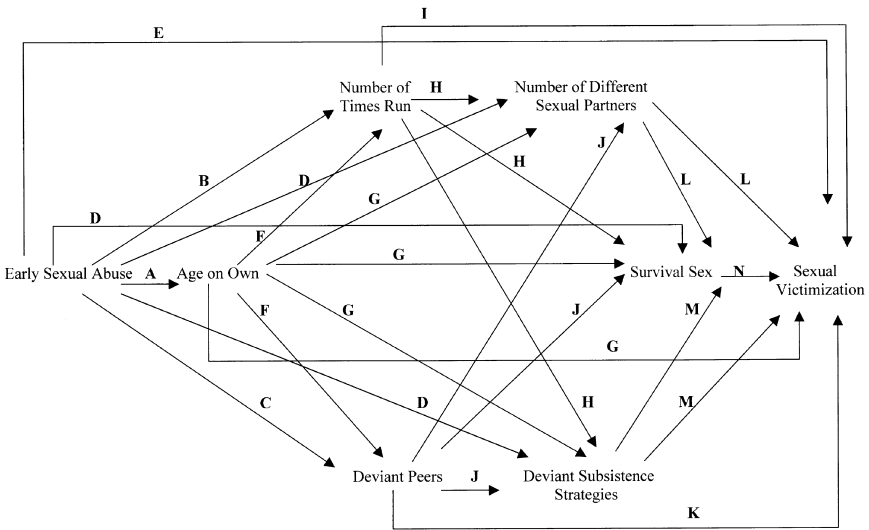 I
E
Number of
Times Run
H
Number of Different
Sexual Partners
J
H
B
D
L
L
G
D
F
G
Early Sexual Abuse
A
Age on Own
Survival Sex
N
Sexual
Victimization
F
G
J
M
G
C
D
H
M
Deviant Peers
J
Deviant Subsistence
Strategies
K